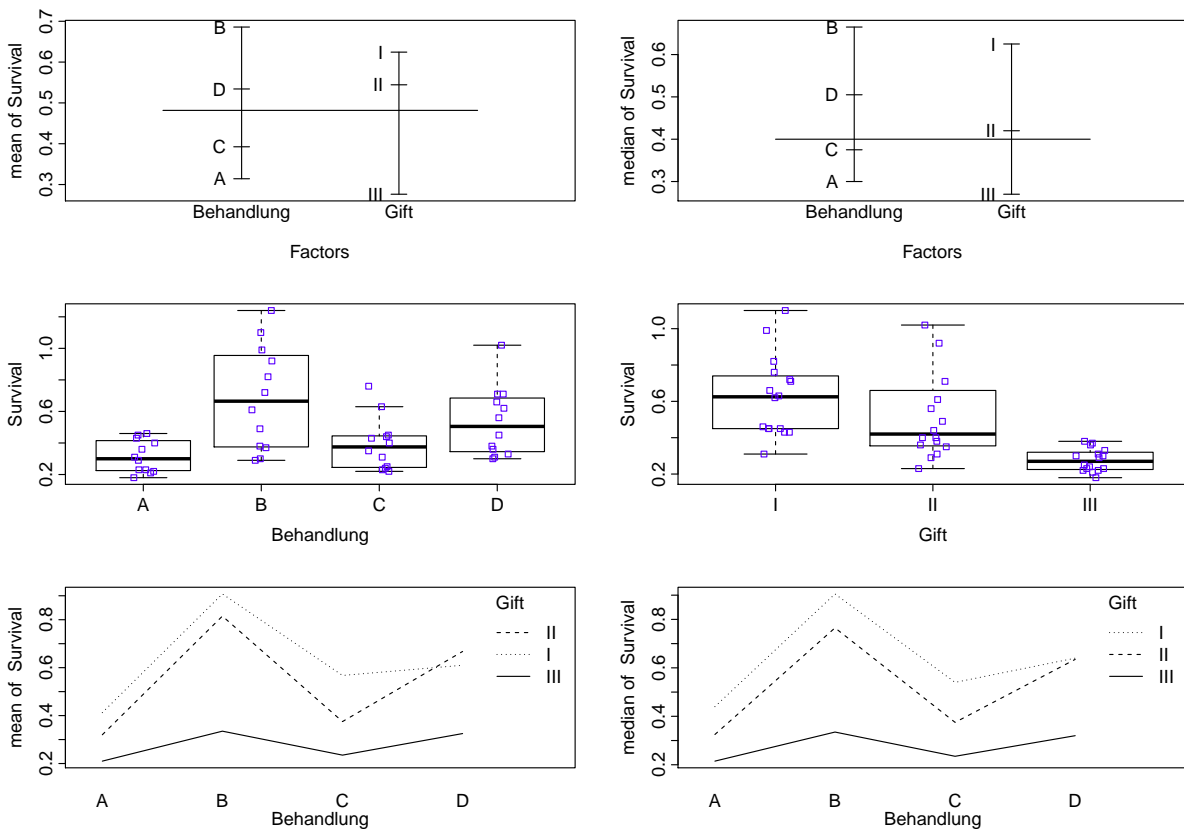 mean of Survival
0.3 0.4 0.5 0.6 0.7
B
D
C
A
I
II
III
Behandlung Gift
Factors
median of Survival
0.3 0.4 0.5 0.6
B
D
C
A
I
II
III
Behandlung Gift
Factors
Survival
0.2 0.6 1.0
A B C D
Behandlung
Survival
0.2 0.6 1.0
I II III
Gift
mean of Survival
0.2 0.4 0.6 0.8
Gift
II
I
III
A B C D
Behandlung
median of Survival
0.2 0.4 0.6 0.8
Gift
I
II
III
A B C D
Behandlung